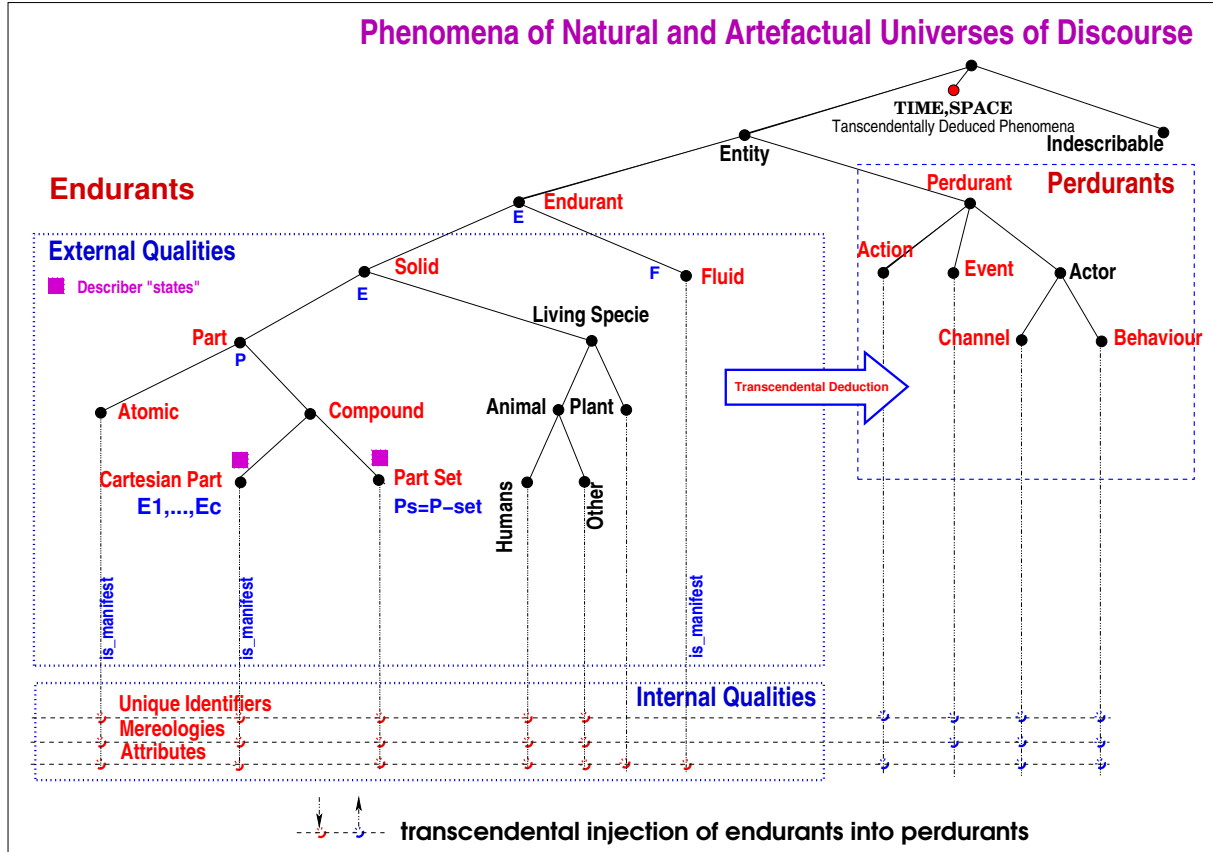 Phenomena of Natural and Artefactual Universes of Discourse
TIME,SPACE
Tanscendentally Deduced Phenomena
Indescribable
Entity
Endurants
Perdurant
Perdurants
Endurant
E
External Qualities
Action
Event
Actor
Solid
E
F
Fluid
Describer "states"
Living Specie
Part
P
Channel
Behaviour
Transcendental Deduction
Atomic
Compound
Animal
Plant
Cartesian Part
E1,...,Ec
Part Set
Ps=P-set
Humans
Other
is_manifest
is_manifest
is_manifest
Internal Qualities
Unique Identifiers
Mereologies
Attributes
transcendental injection of endurants into perdurants